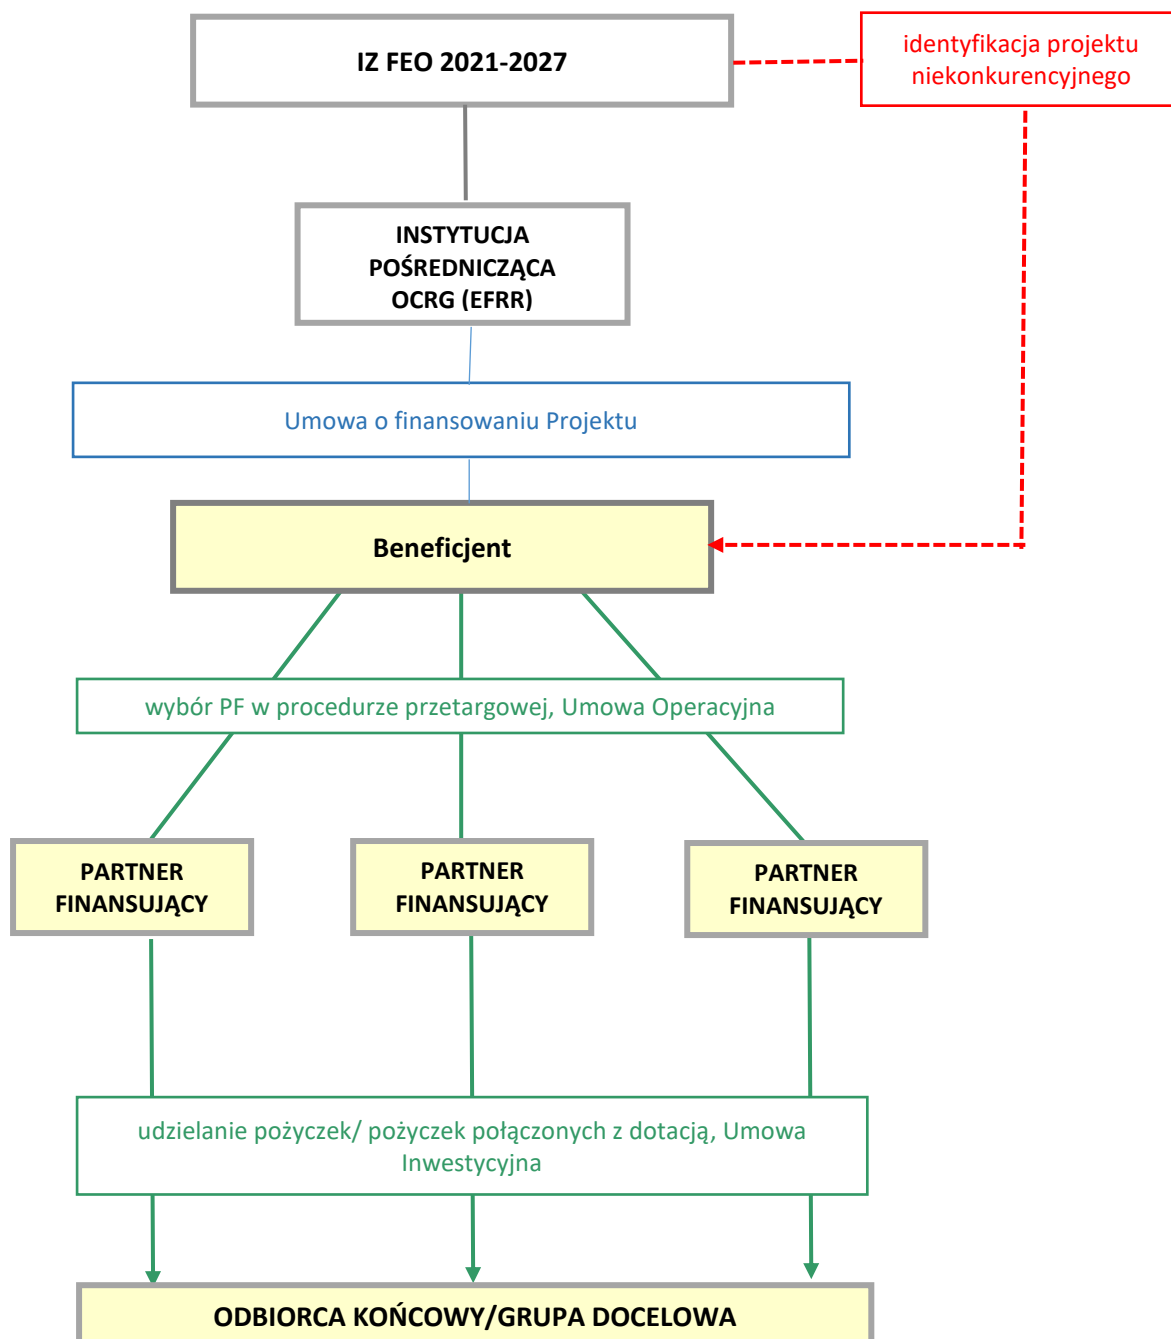 IZ FEO 2021-2027
identyfikacja projektu
niekonkurencyjnego
INSTYTUCJA
POŚREDNICZĄCA
OCRG (EFRR)
Umowa o finansowaniu Projektu
Beneficjent
wybór PF w procedurze przetargowej, Umowa Operacyjna
PARTNER
FINANSUJĄCY
PARTNER
FINANSUJĄCY
PARTNER
FINANSUJĄCY
udzielanie pożyczek/ pożyczek połączonych z dotacją, Umowa
Inwestycyjna
ODBIORCA KOŃCOWY/GRUPA DOCELOWA